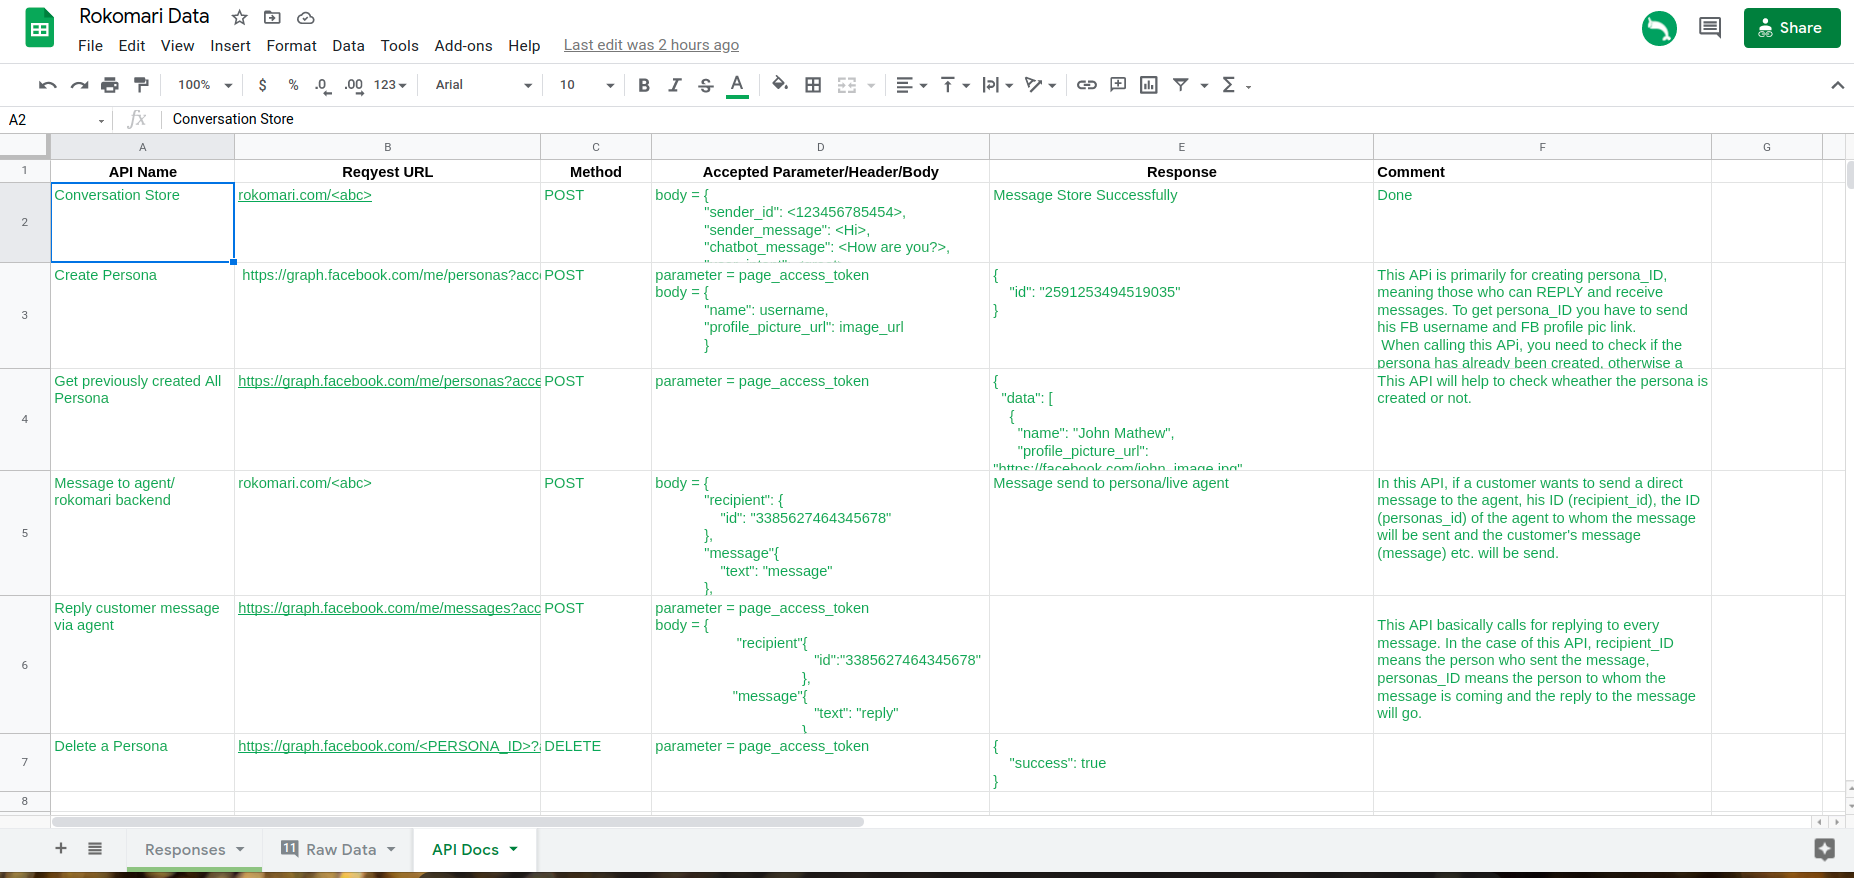 Rokomari Data
File Edit View Insert Format Data Tools Add-ons Help Last edit was 2 hours ago
Share
100% $ % .0 .00 123 Arial 10 B I S A Σ
A2 fx Conversation Store
A B C D E F G
1 API Name Reqyest URL Method Accepted Parameter/Header/Body Response Comment
2
Conversation Store
rokomari.com/<abc>
POST
body = {
"sender_id": <123456785454>,
"sender_message": <Hi>,
"chatbot_message": <How are you?>,
Message Store Successfully
Done
3
Create Persona
https://graph.facebook.com/me/personas?acce
POST
parameter = page_access_token
body = {
"name": username,
"profile_picture_url": image_url
}
{
"id": "2591253494519035"
}
This APi is primarily for creating persona_ID,
meaning those who can REPLY and receive
messages. To get persona_ID you have to send
his FB username and FB profile pic link.
When calling this APi, you need to check if the
persona has already been created, otherwise a
4
Get previously created All
Persona
https://graph.facebook.com/me/personas?acce
POST
parameter = page_access_token
{
"data": [
{
"name": "John Mathew",
"profile_picture_url":
"https://facebook.com/john_image.jpg"
This API will help to check wheather the persona is
created or not.
5
Message to agent/
rokomari backend
rokomari.com/<abc>
POST
body = {
"recipient": {
"id": "3385627464345678"
},
"message"{
"text": "message"
},
Message send to persona/live agent
In this API, if a customer wants to send a direct
message to the agent, his ID (recipient_id), the ID
(personas_id) of the agent to whom the message
will be sent and the customer's message
(message) etc. will be send.
6
Reply customer message
via agent
https://graph.facebook.com/me/messages?acc
POST
parameter = page_access_token
body = {
"recipient"{
"id":"3385627464345678"
},
"message"{
"text": "reply"
}
This API basically calls for replying to every
message. In the case of this API, recipient_ID
means the person who sent the message,
personas_ID means the person to whom the
message is coming and the reply to the message
will go.
7
Delete a Persona
https://graph.facebook.com/<PERSONA_ID>?a
DELETE
parameter = page_access_token
{
"success": true
}
8
+ Responses 11 Raw Data API Docs